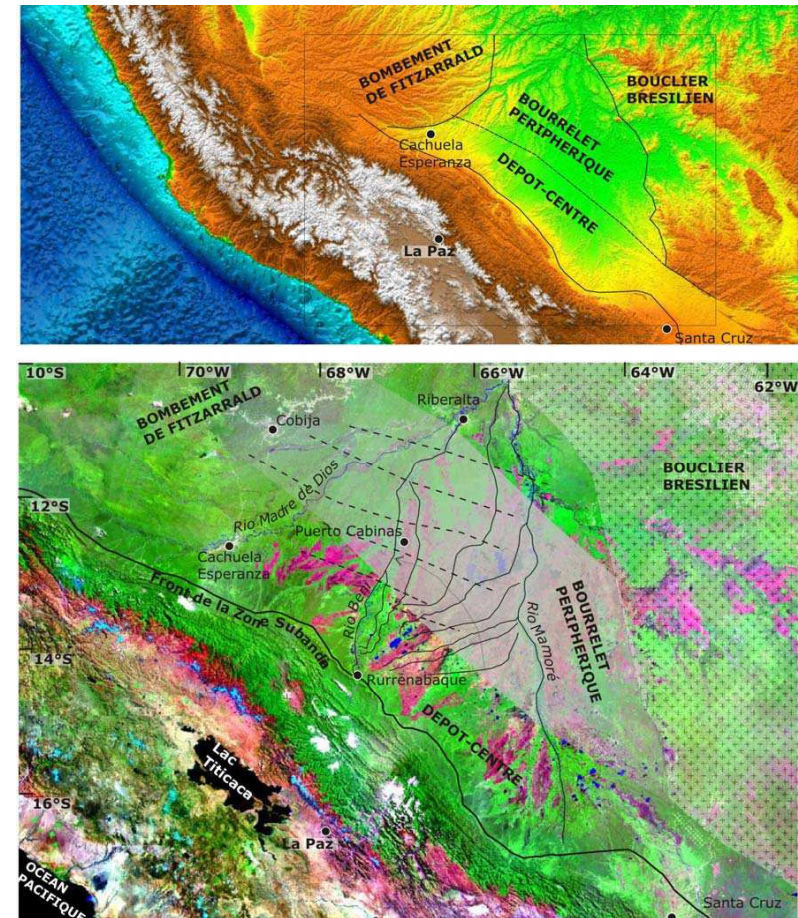 BOMBEMENT
DE FITZARRALD
BOUCLIER
BRESILIEN
BOURRELET
PERIPHERIQUE
Cachuela
Esperanza
DEPOT-CENTRE
La Paz
Santa Cruz
10°S
70°W
68°W
66°W
64°W
62°W
BOMBEMENT
DE FITZARRALD
Cobija
Riberalta
BOUCLIER
BRESILIEN
12°S
Rio Madre de Dios
Puerto Cabinas
Cachuela
Esperanza
Front de la Zone Subandine
Rio Beni
Rio Mamoré
BOURRELET
PERIPHERIQUE
14°S
Rurrenabaque
DEPOT-CENTRE
Lac
Titicaca
16°S
La Paz
OCEAN
PACIFIQUE
Santa Cruz